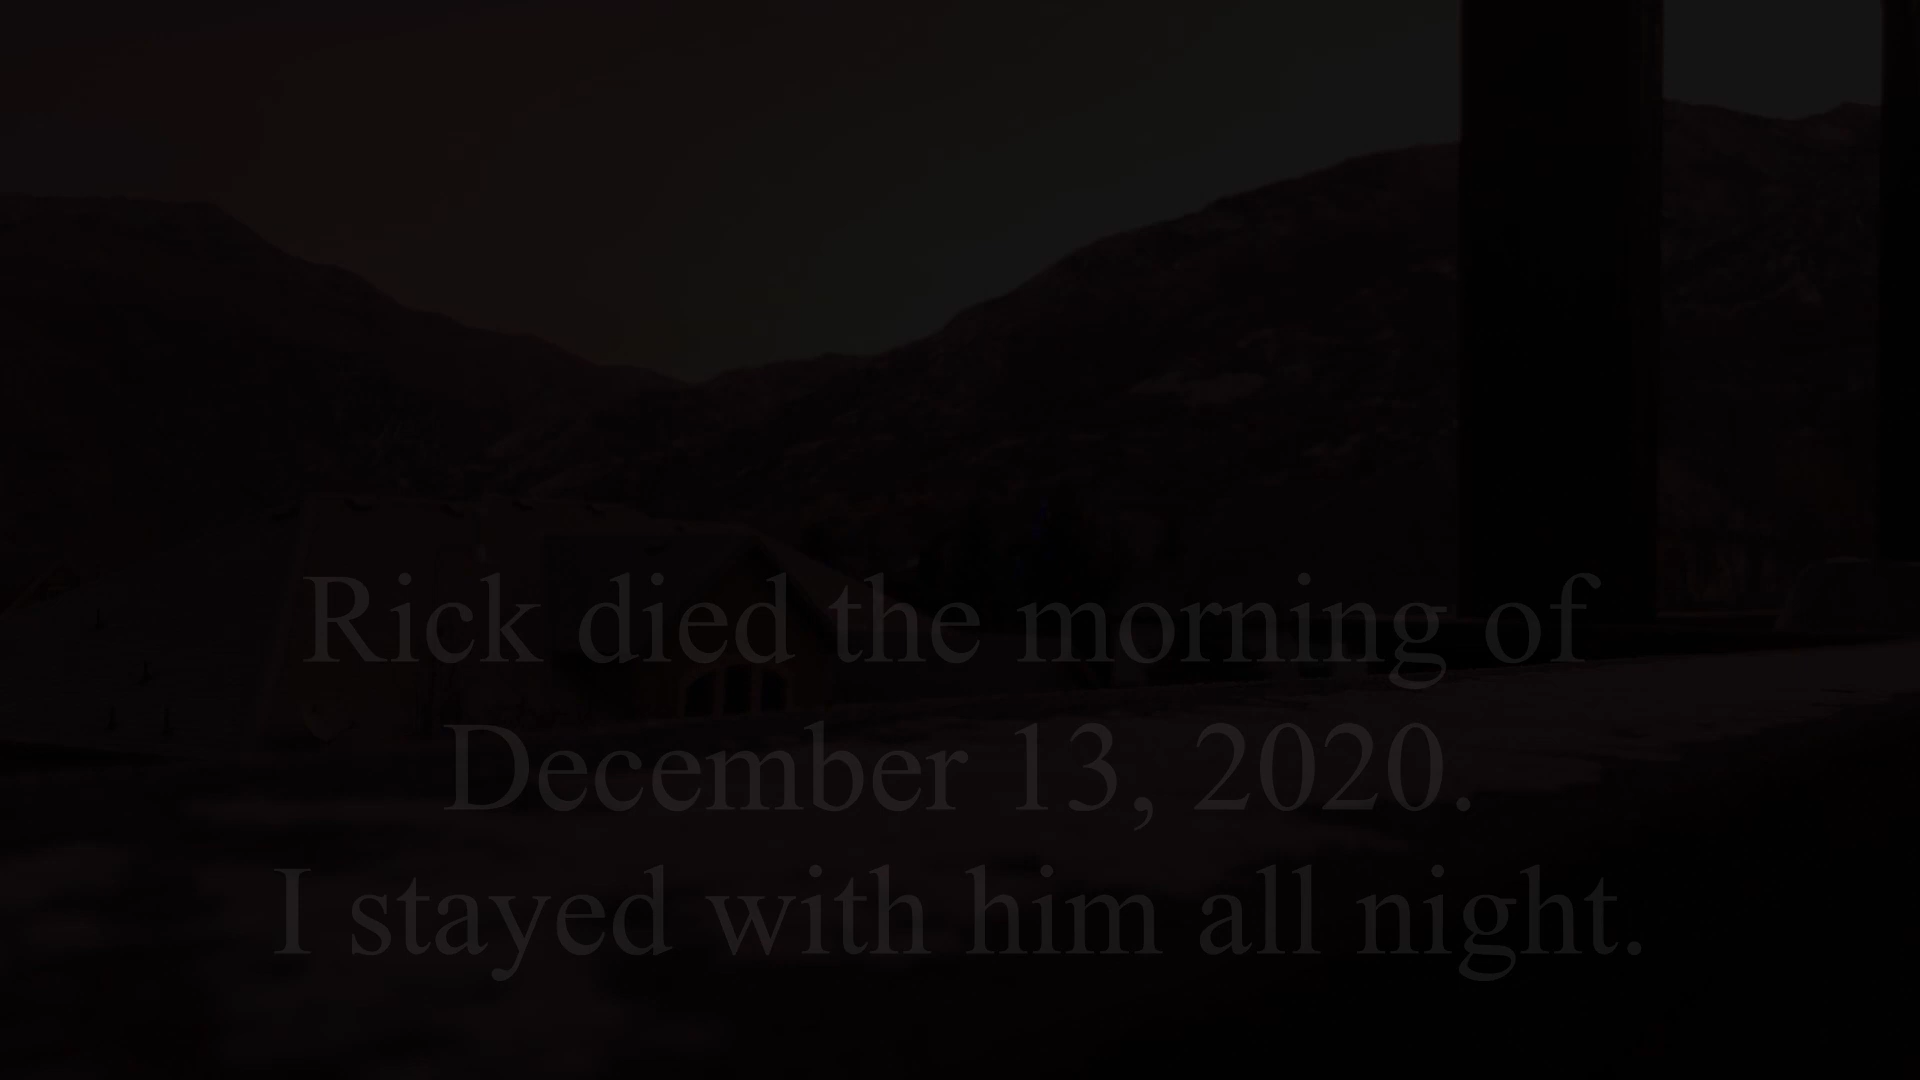 Rick died the morning of
December 13, 2020.
I stayed with him all night.